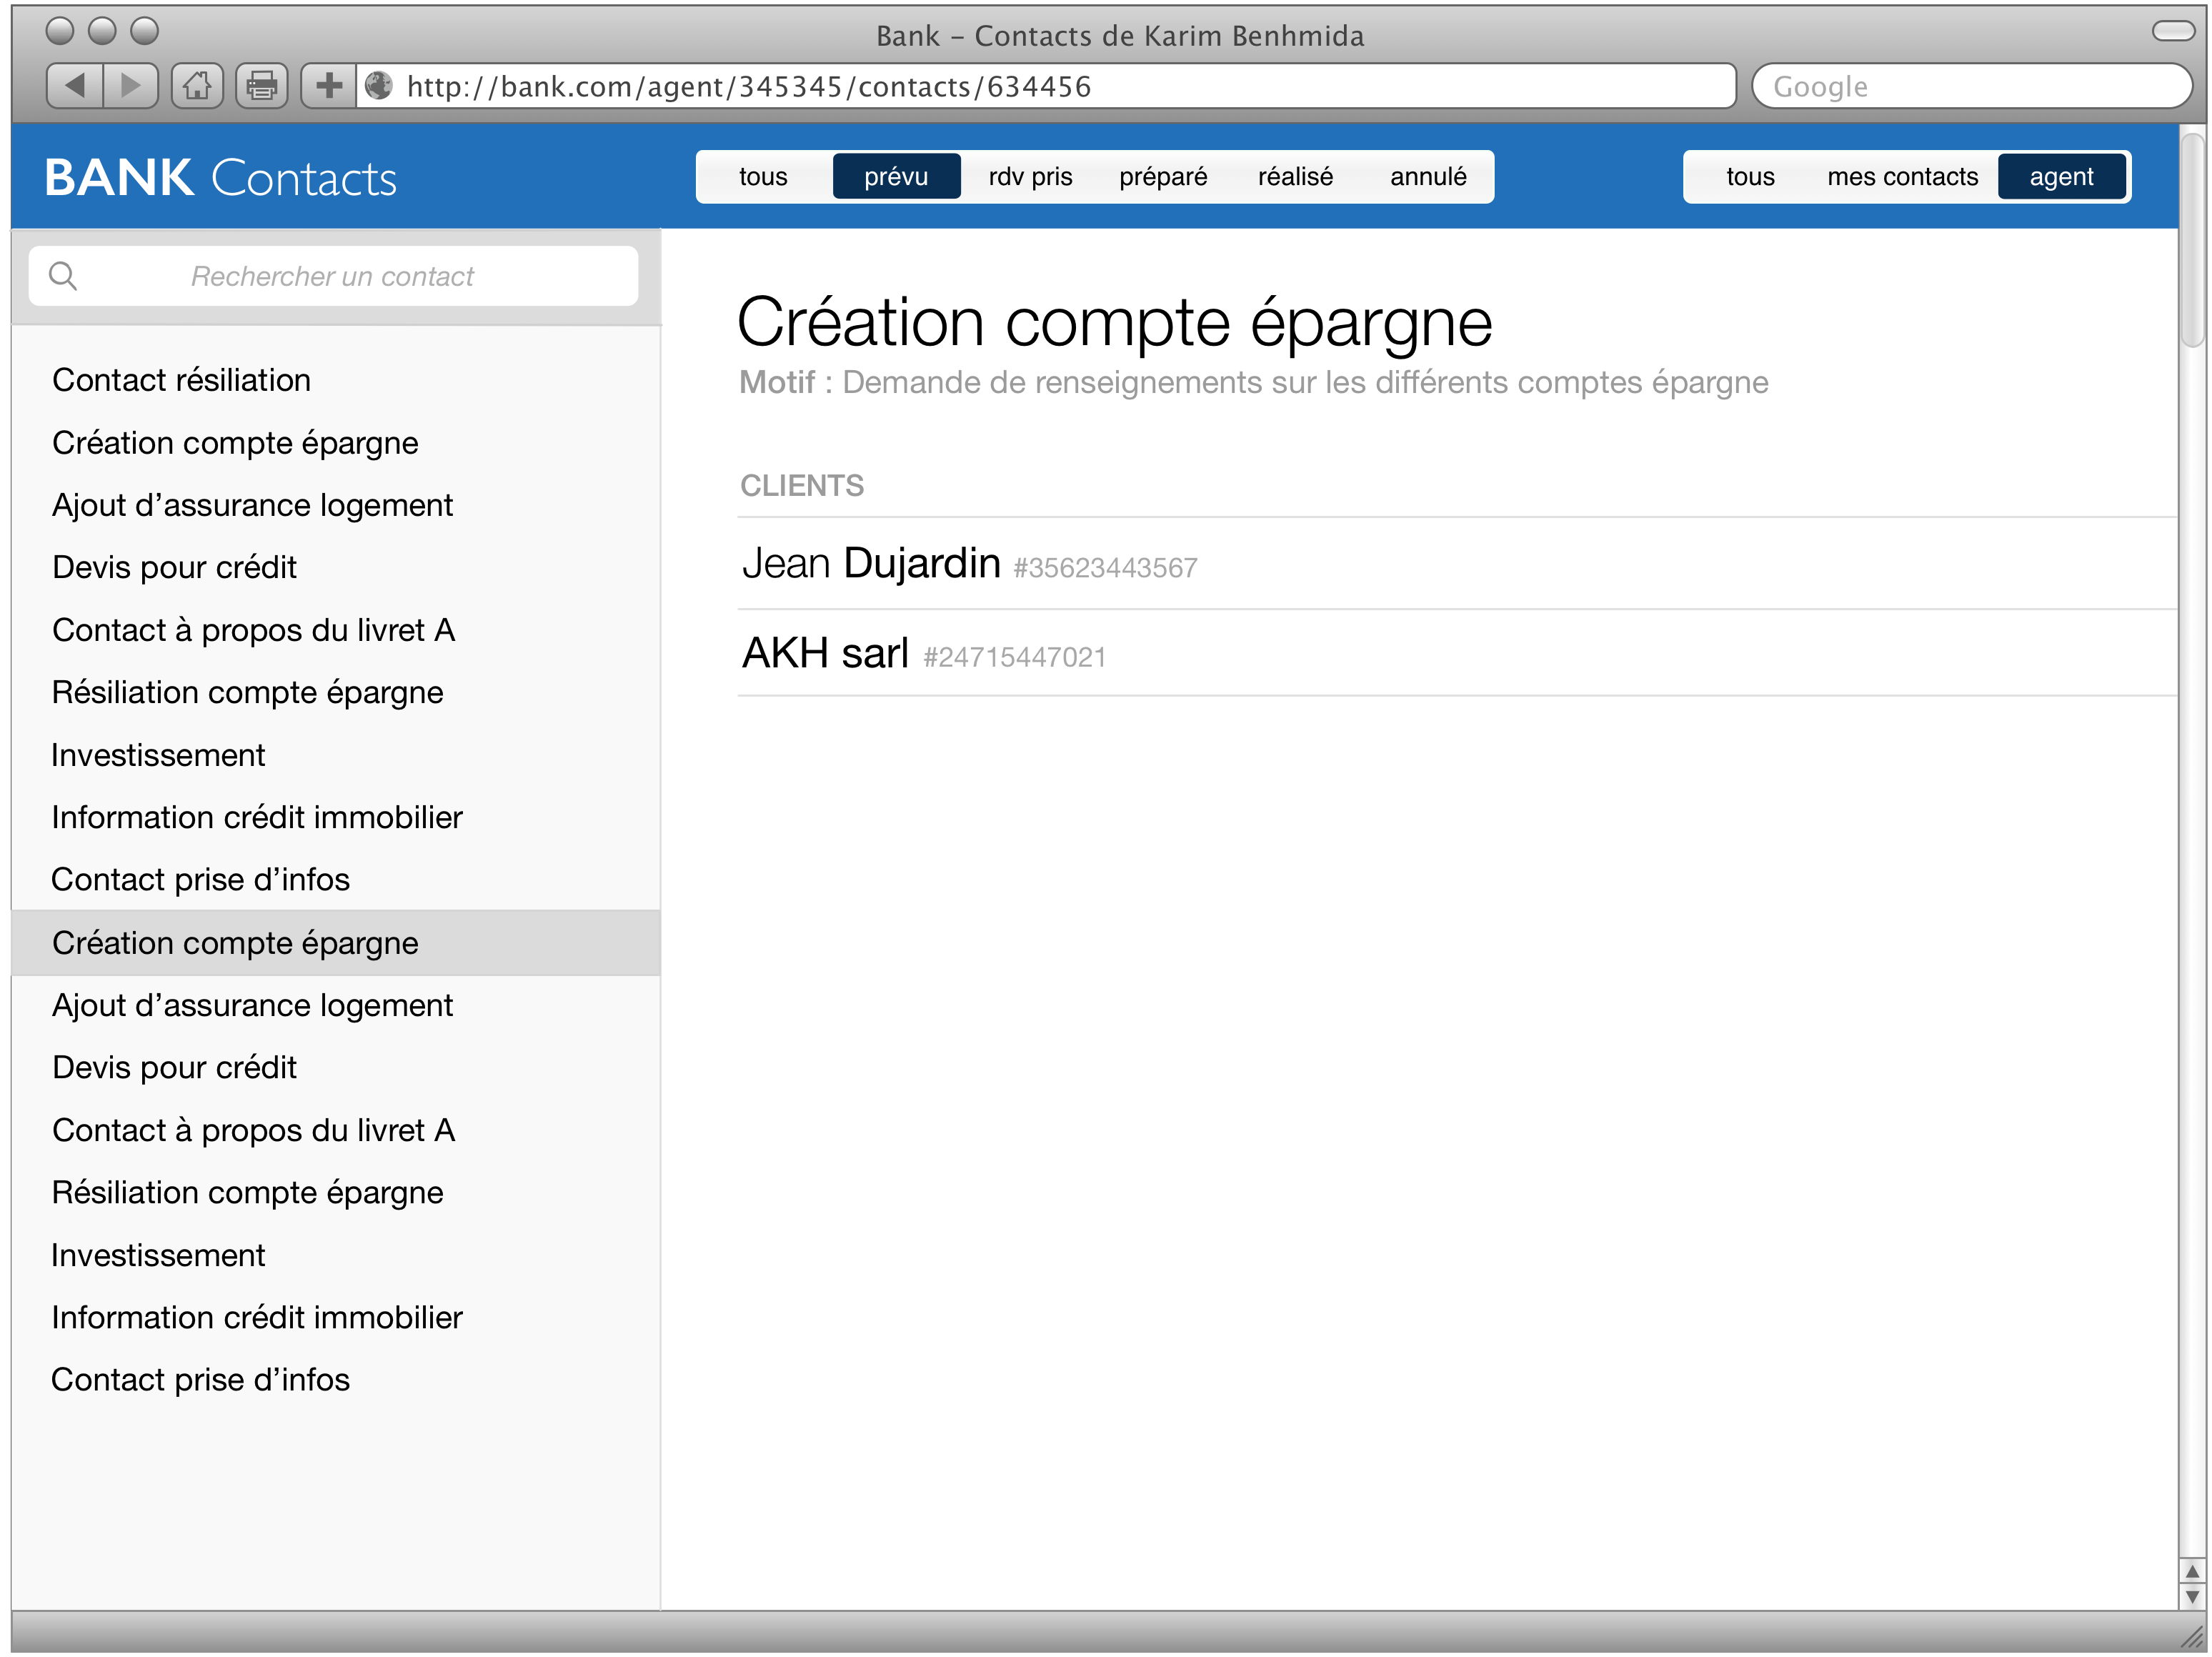 Bank – Contacts de Karim Benhmida
http://bank.com/agent/345345/contacts/634456
Google
BANK Contacts
tous prévu rdv pris préparé réalisé annulé
tous mes contacts agent
Rechercher un contact
Contact résiliation
Création compte épargne
Ajout d’assurance logement
Devis pour crédit
Contact à propos du livret A
Résiliation compte épargne
Investissement
Information crédit immobilier
Contact prise d’infos
Création compte épargne
Ajout d’assurance logement
Devis pour crédit
Contact à propos du livret A
Résiliation compte épargne
Investissement
Information crédit immobilier
Contact prise d’infos
Création compte épargne
Motif : Demande de renseignements sur les différents comptes épargne
CLIENTS
Jean Dujardin #35623443567
AKH sarl #24715447021